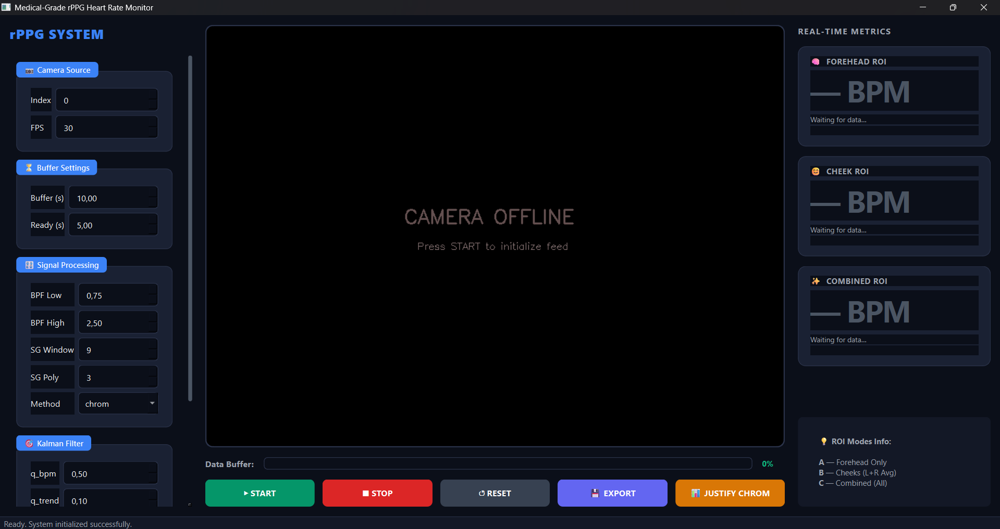 Medical-Grade rPPG Heart Rate Monitor
rPPG SYSTEM
Camera Source
Index
0
FPS
30
Buffer Settings
Buffer (s)
10,00
Ready (s)
5,00
Signal Processing
BPF Low
0,75
BPF High
2,50
SG Window
9
SG Poly
3
Method
chrom
Kalman Filter
q_bpm
0,50
q_trend
0,10
CAMERA OFFLINE
Press START to initialize feed
Data Buffer:
0%
START
STOP
RESET
EXPORT
JUSTIFY CHROM
REAL-TIME METRICS
FOREHEAD ROI
— BPM
Waiting for data...
CHEEK ROI
— BPM
Waiting for data...
COMBINED ROI
— BPM
Waiting for data...
ROI Modes Info:
A — Forehead Only
B — Cheeks (L+R Avg)
C — Combined (All)
Ready. System initialized successfully.